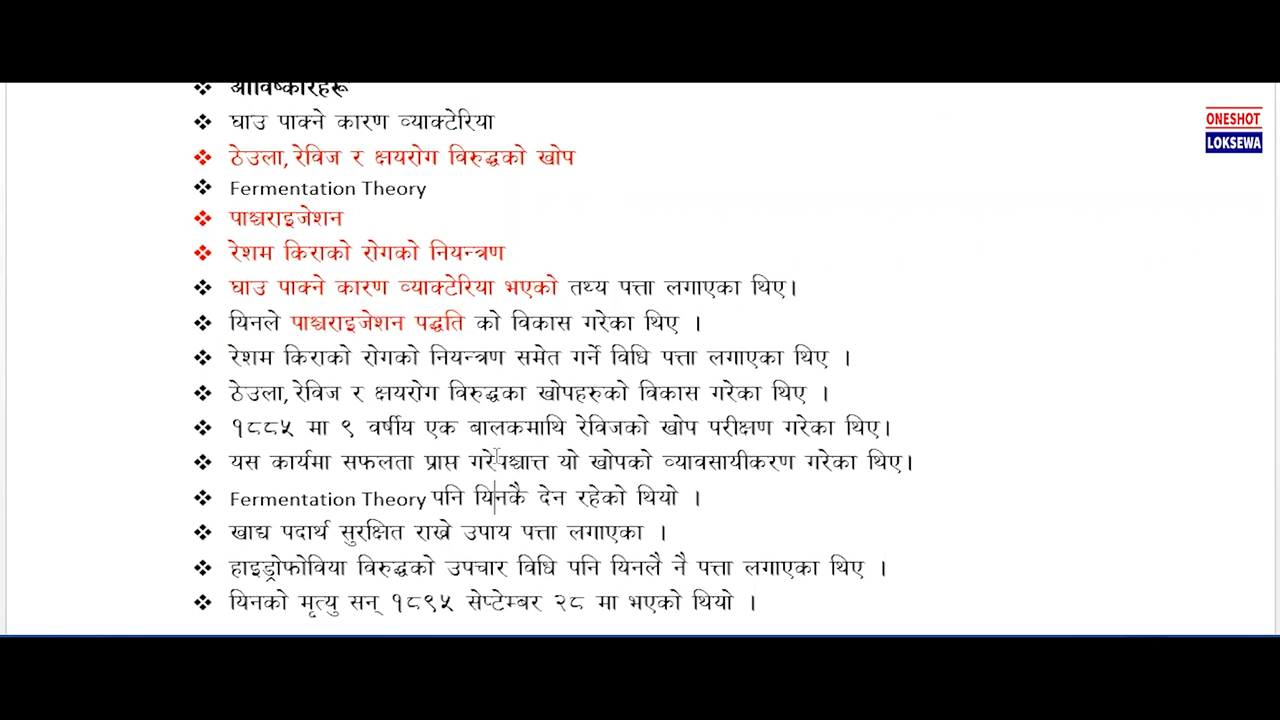 ❖ आविष्कारहरू
❖ घाउ पाक्ने कारण व्याक्टेरिया
ONESHOT
LOKSEWA
❖ ठेउला, रेविज र क्षयरोग विरुद्धको खोप
❖ Fermentation Theory
❖ पाश्चराइजेशन
❖ रेशम किराको रोगको नियन्त्रण
❖ घाउ पाक्ने कारण व्याक्टेरिया भएको तथ्य पत्ता लगाएका थिए।
❖ यिनले पाश्चराइजेशन पद्धति को विकास गरेका थिए ।
❖ रेशम किराको रोगको नियन्त्रण समेत गर्ने विधि पत्ता लगाएका थिए ।
❖ ठेउला, रेविज र क्षयरोग विरुद्धका खोपहरुको विकास गरेका थिए ।
❖ १८८५ मा ९ वर्षीय एक बालकमाथि रेविजको खोप परीक्षण गरेका थिए।
❖ यस कार्यमा सफलता प्राप्त गरेपश्चात्त यो खोपको व्यावसायीकरण गरेका थिए।
❖ Fermentation Theory पनि यिनकै देन रहेको थियो ।
❖ खाद्य पदार्थ सुरक्षित राख्ने उपाय पत्ता लगाएका ।
❖ हाइड्रोफोविया विरुद्धको उपचार विधि पनि यिनलै नै पत्ता लगाएका थिए ।
❖ यिनको मृत्यु सन् १८९५ सेप्टेम्बर २८ मा भएको थियो ।